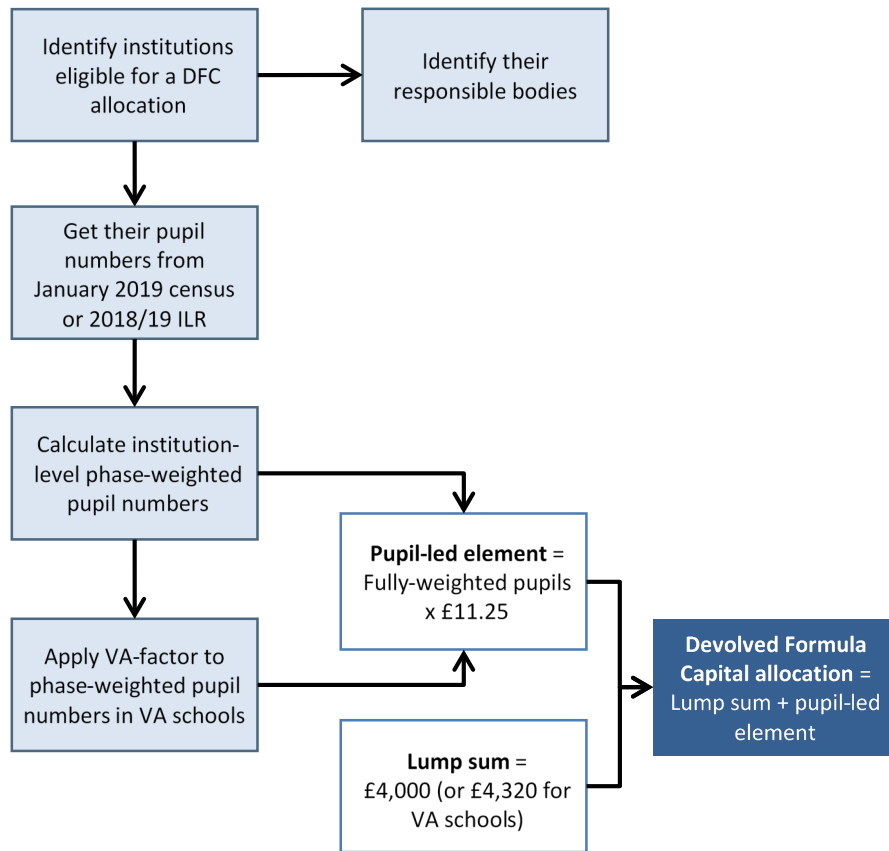 Identify institutions
eligible for a DFC
allocation
Identify their
responsible bodies
Get their pupil
numbers from
January 2019 census
or 2018/19 ILR
Calculate institution-
level phase-weighted
pupil numbers
Apply VA-factor to
phase-weighted pupil
numbers in VA schools
Pupil-led element =
Fully-weighted pupils
x £11.25
Lump sum =
£4,000 (or £4,320 for
VA schools)
Devolved Formula
Capital allocation =
Lump sum + pupil-led
element